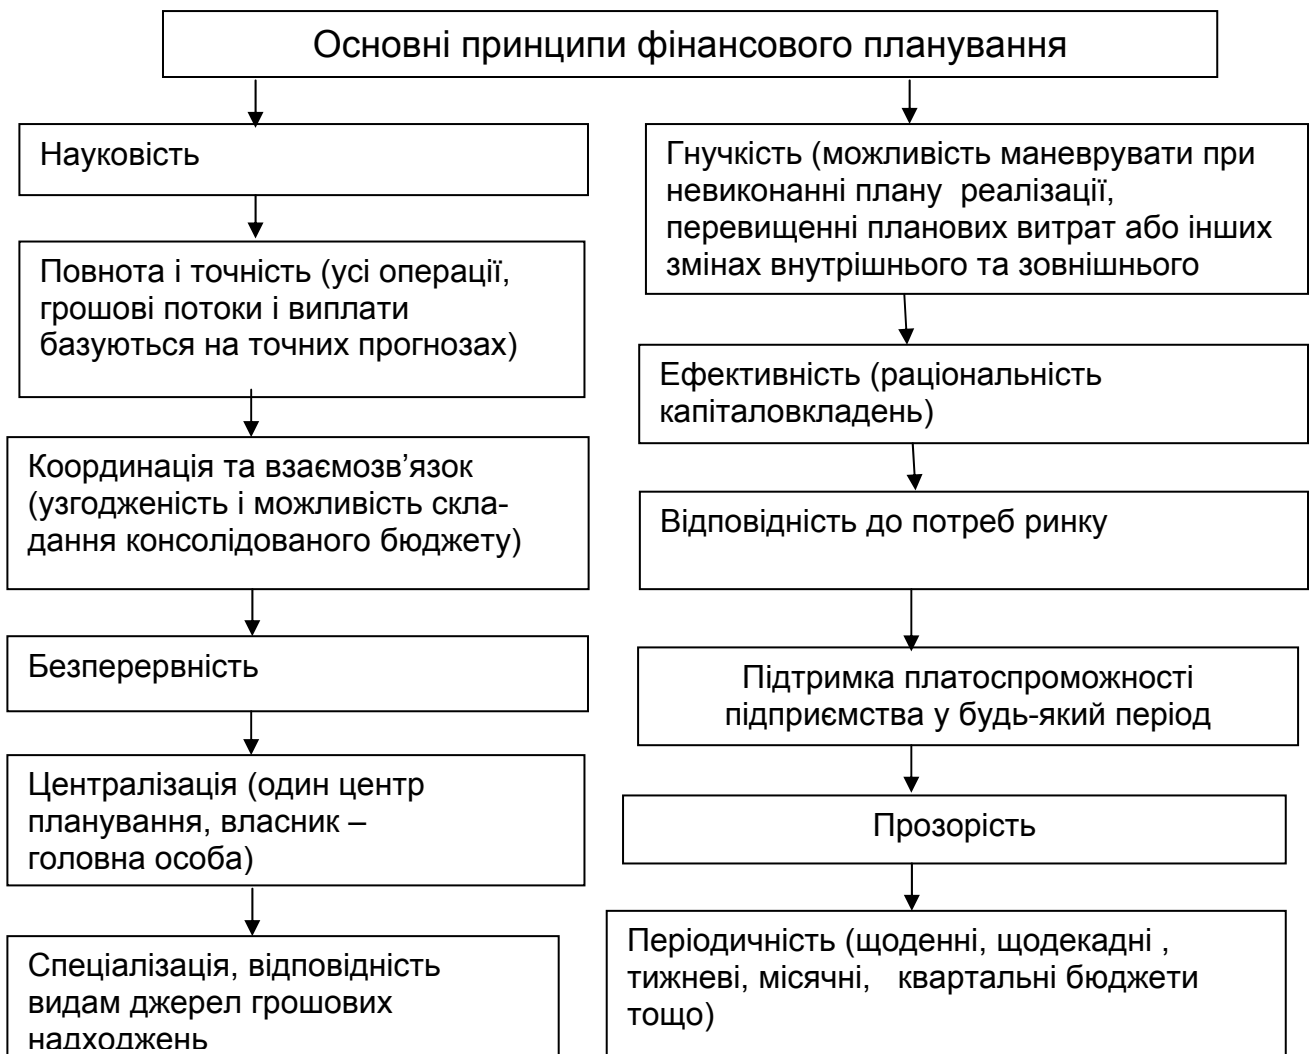 Основні принципи фінансового планування
Науковість
Повнота і точність (усі операції,
грошові потоки і виплати
базуються на точних прогнозах)
Координація та взаємозв’язок
(узгодженість і можливість скла-
дання консолідованого бюджету)
Безперервність
Централізація (один центр
планування, власник –
головна особа)
Спеціалізація, відповідність
видам джерел грошових
надходжень
Гнучкість (можливість маневрувати при
невиконанні плану реалізації,
перевищенні планових витрат або інших
змінах внутрішнього та зовнішнього
Ефективність (раціональність
капіталовкладень)
Відповідність до потреб ринку
Підтримка платоспроможності
підприємства у будь-який період
Прозорість
Періодичність (щоденні, щодекадні ,
тижневі, місячні, квартальні бюджети
тощо)